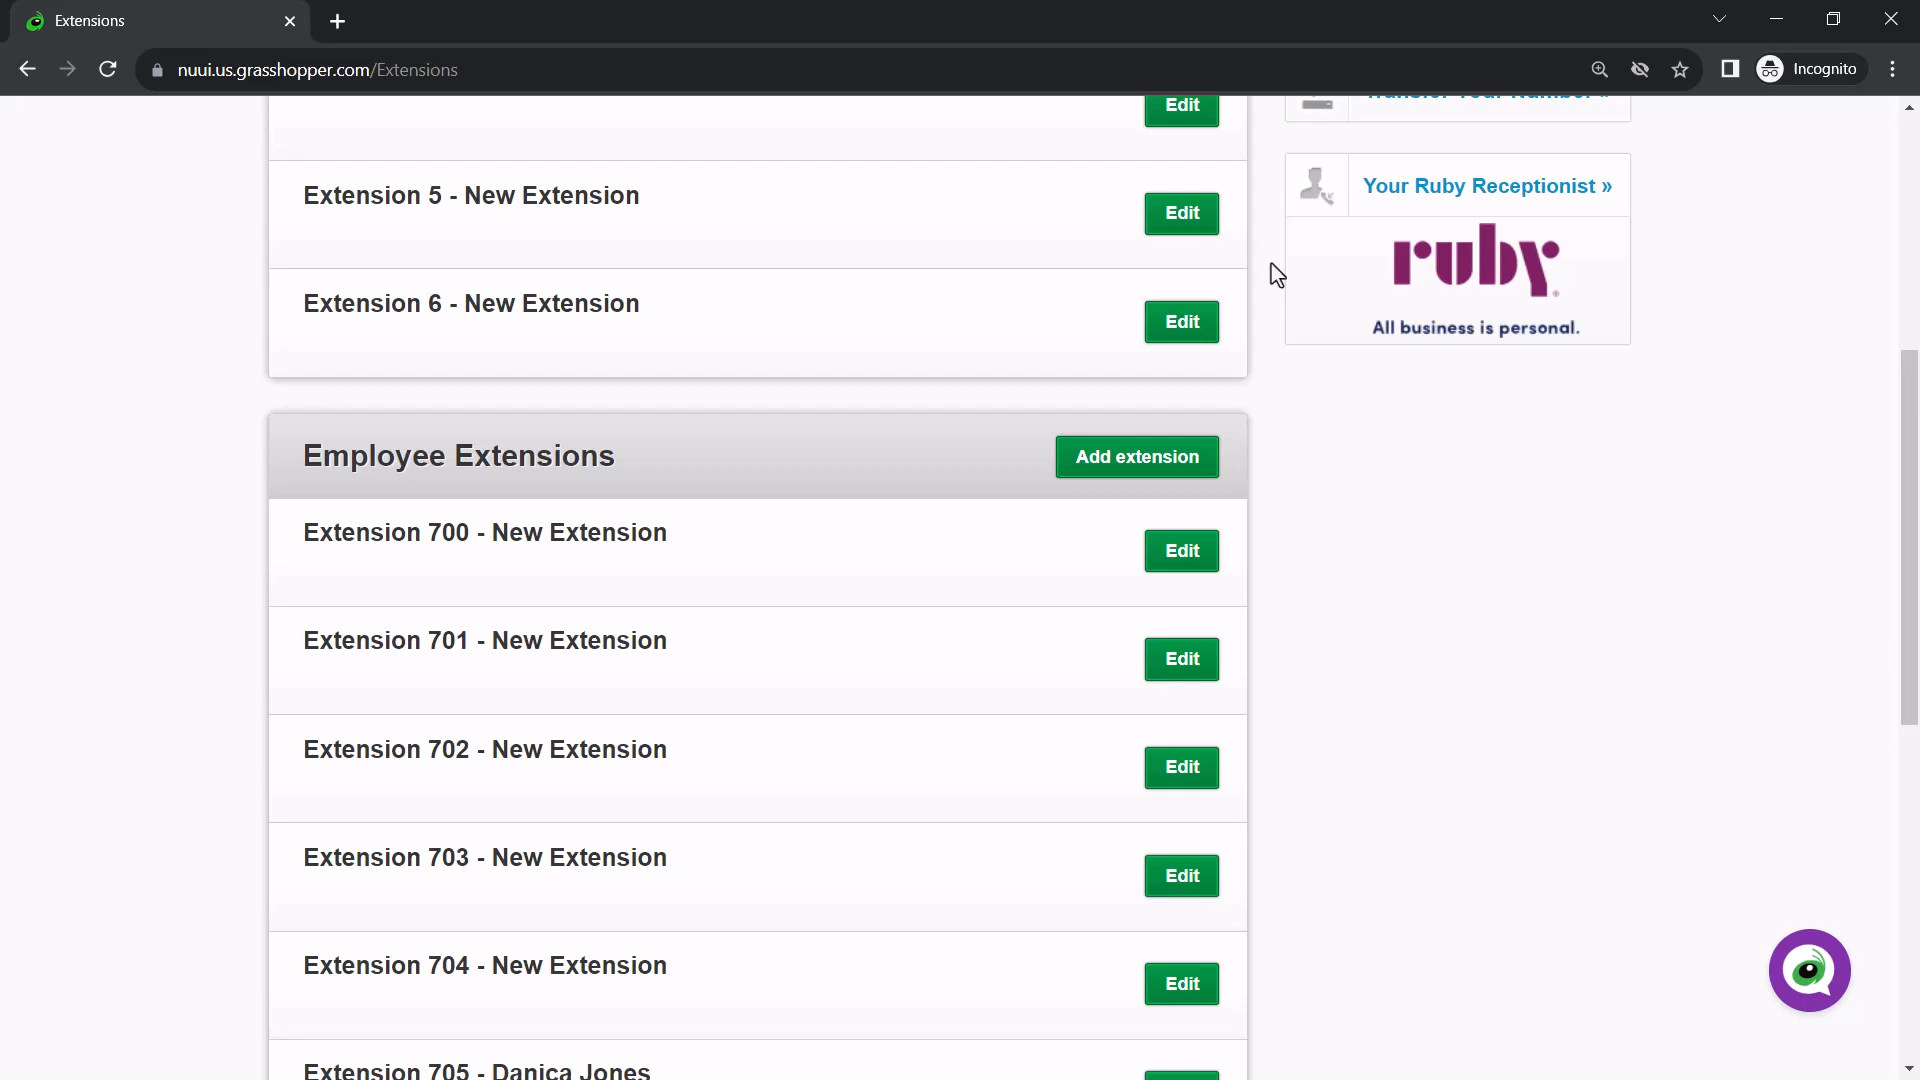 Extensions
nuui.us.grasshopper.com/Extensions
Incognito
Edit
Transfer Your Number »
Extension 5 - New Extension
Edit
Your Ruby Receptionist »
ruby
All business is personal.
Extension 6 - New Extension
Edit
Employee Extensions
Add extension
Extension 700 - New Extension
Edit
Extension 701 - New Extension
Edit
Extension 702 - New Extension
Edit
Extension 703 - New Extension
Edit
Extension 704 - New Extension
Edit
Extension 705 - Danica Jones